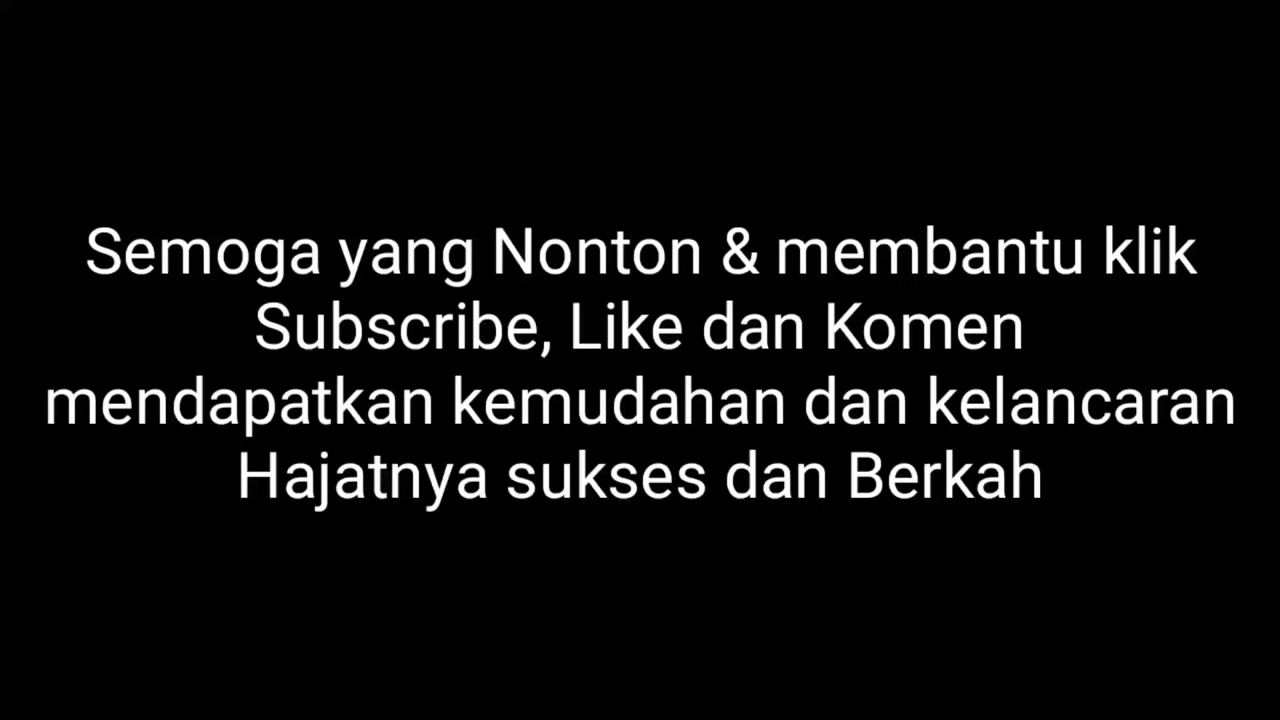 Semoga yang Nonton & membantu klik
Subscribe, Like dan Komen
mendapatkan kemudahan dan kelancaran
Hajatnya sukses dan Berkah